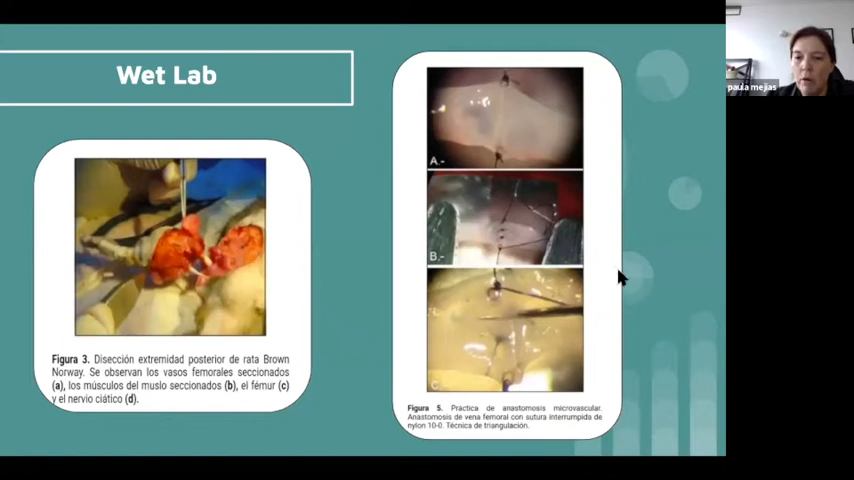 Wet Lab
Figura 3. Disección extremidad posterior de rata Brown
Norway. Se observan los vasos femorales seccionados
(a), los músculos del muslo seccionados (b), el fémur (c)
y el nervio ciático (d).
A.-
B.-
C.-
Figura 5. Práctica de anastomosis microvascular.
Anastomosis de vena femoral con sutura interrumpida de
nylon 10-0. Técnica de triangulación.
paula mejias